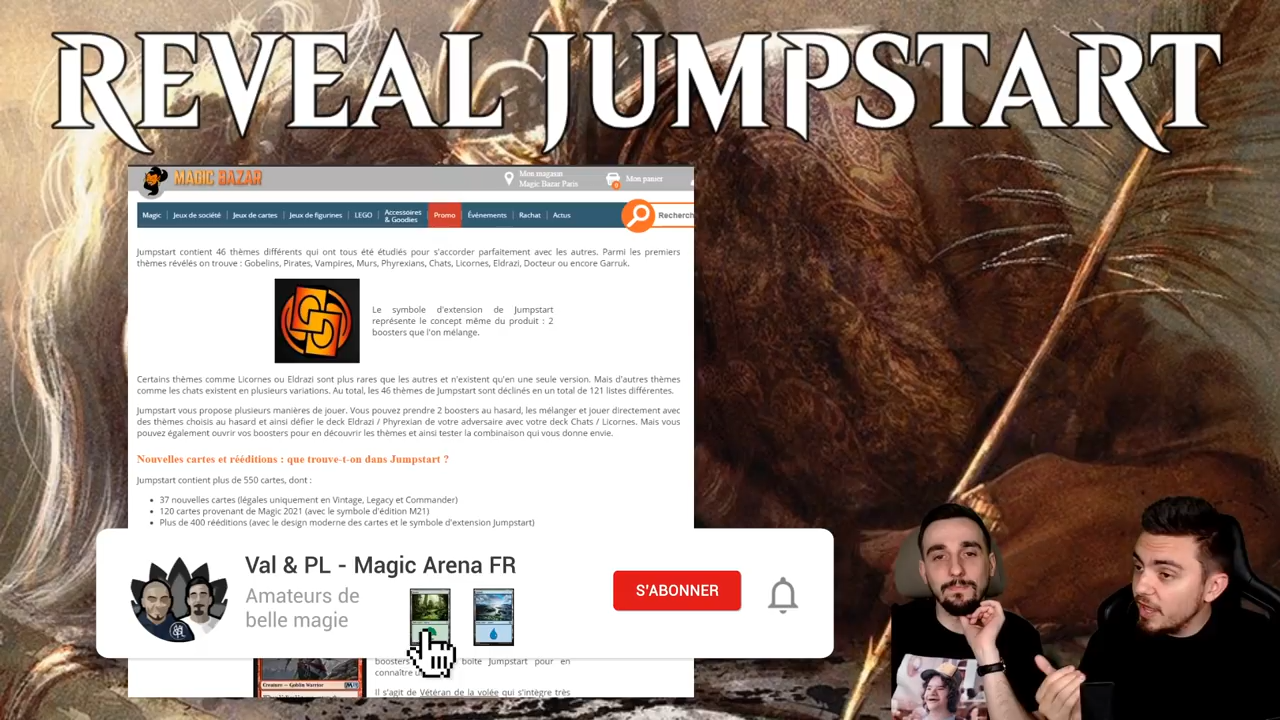 REVEAL JUMPSTART
MAGIC BAZAR
Mon magasin
Magic Bazar Paris
0
Mon panier
Magic | Jeux de société | Jeux de cartes | Jeux de figurines | LEGO | Accessoires & Goodies | Promo | Événements | Rachat | Actus
Recherch
Jumpstart contient 46 thèmes différents qui ont tous été étudiés pour s'accorder parfaitement avec les autres. Parmi les premiers
thèmes révélés on trouve : Gobelins, Pirates, Vampires, Murs, Phyrexians, Chats, Licornes, Eldrazi, Docteur ou encore Garruk.
Le symbole d'extension de Jumpstart
représente le concept même du produit : 2
boosters que l'on mélange.
Certains thèmes comme Licornes ou Eldrazi sont plus rares que les autres et n'existent qu'en une seule version. Mais d'autres thèmes
comme les chats existent en plusieurs variations. Au total, les 46 thèmes de Jumpstart sont déclinés en un total de 121 listes différentes.
Jumpstart vous propose plusieurs manières de jouer. Vous pouvez prendre 2 boosters au hasard, les mélanger et jouer directement avec
des thèmes choisis au hasard et ainsi défier le deck Eldrazi / Phyrexian de votre adversaire avec votre deck Chats / Licornes. Mais vous
pouvez également ouvrir vos boosters pour en découvrir les thèmes et ainsi tester la combinaison qui vous donne envie.
Nouvelles cartes et rééditions : que trouve-t-on dans Jumpstart ?
Jumpstart contient plus de 550 cartes, dont :
• 37 nouvelles cartes (légales uniquement en Vintage, Legacy et Commander)
• 120 cartes provenant de Magic 2021 (avec le symbole d'édition M21)
• Plus de 400 rééditions (avec le design moderne des cartes et le symbole d'extension Jumpstart)
Val & PL - Magic Arena FR
Amateurs de
belle magie
S'ABONNER
boosters boîte Jumpstart pour en
connaître
Creature — Goblin Warrior
Il s'agit de Vétéran de la volée qui s'intègre très